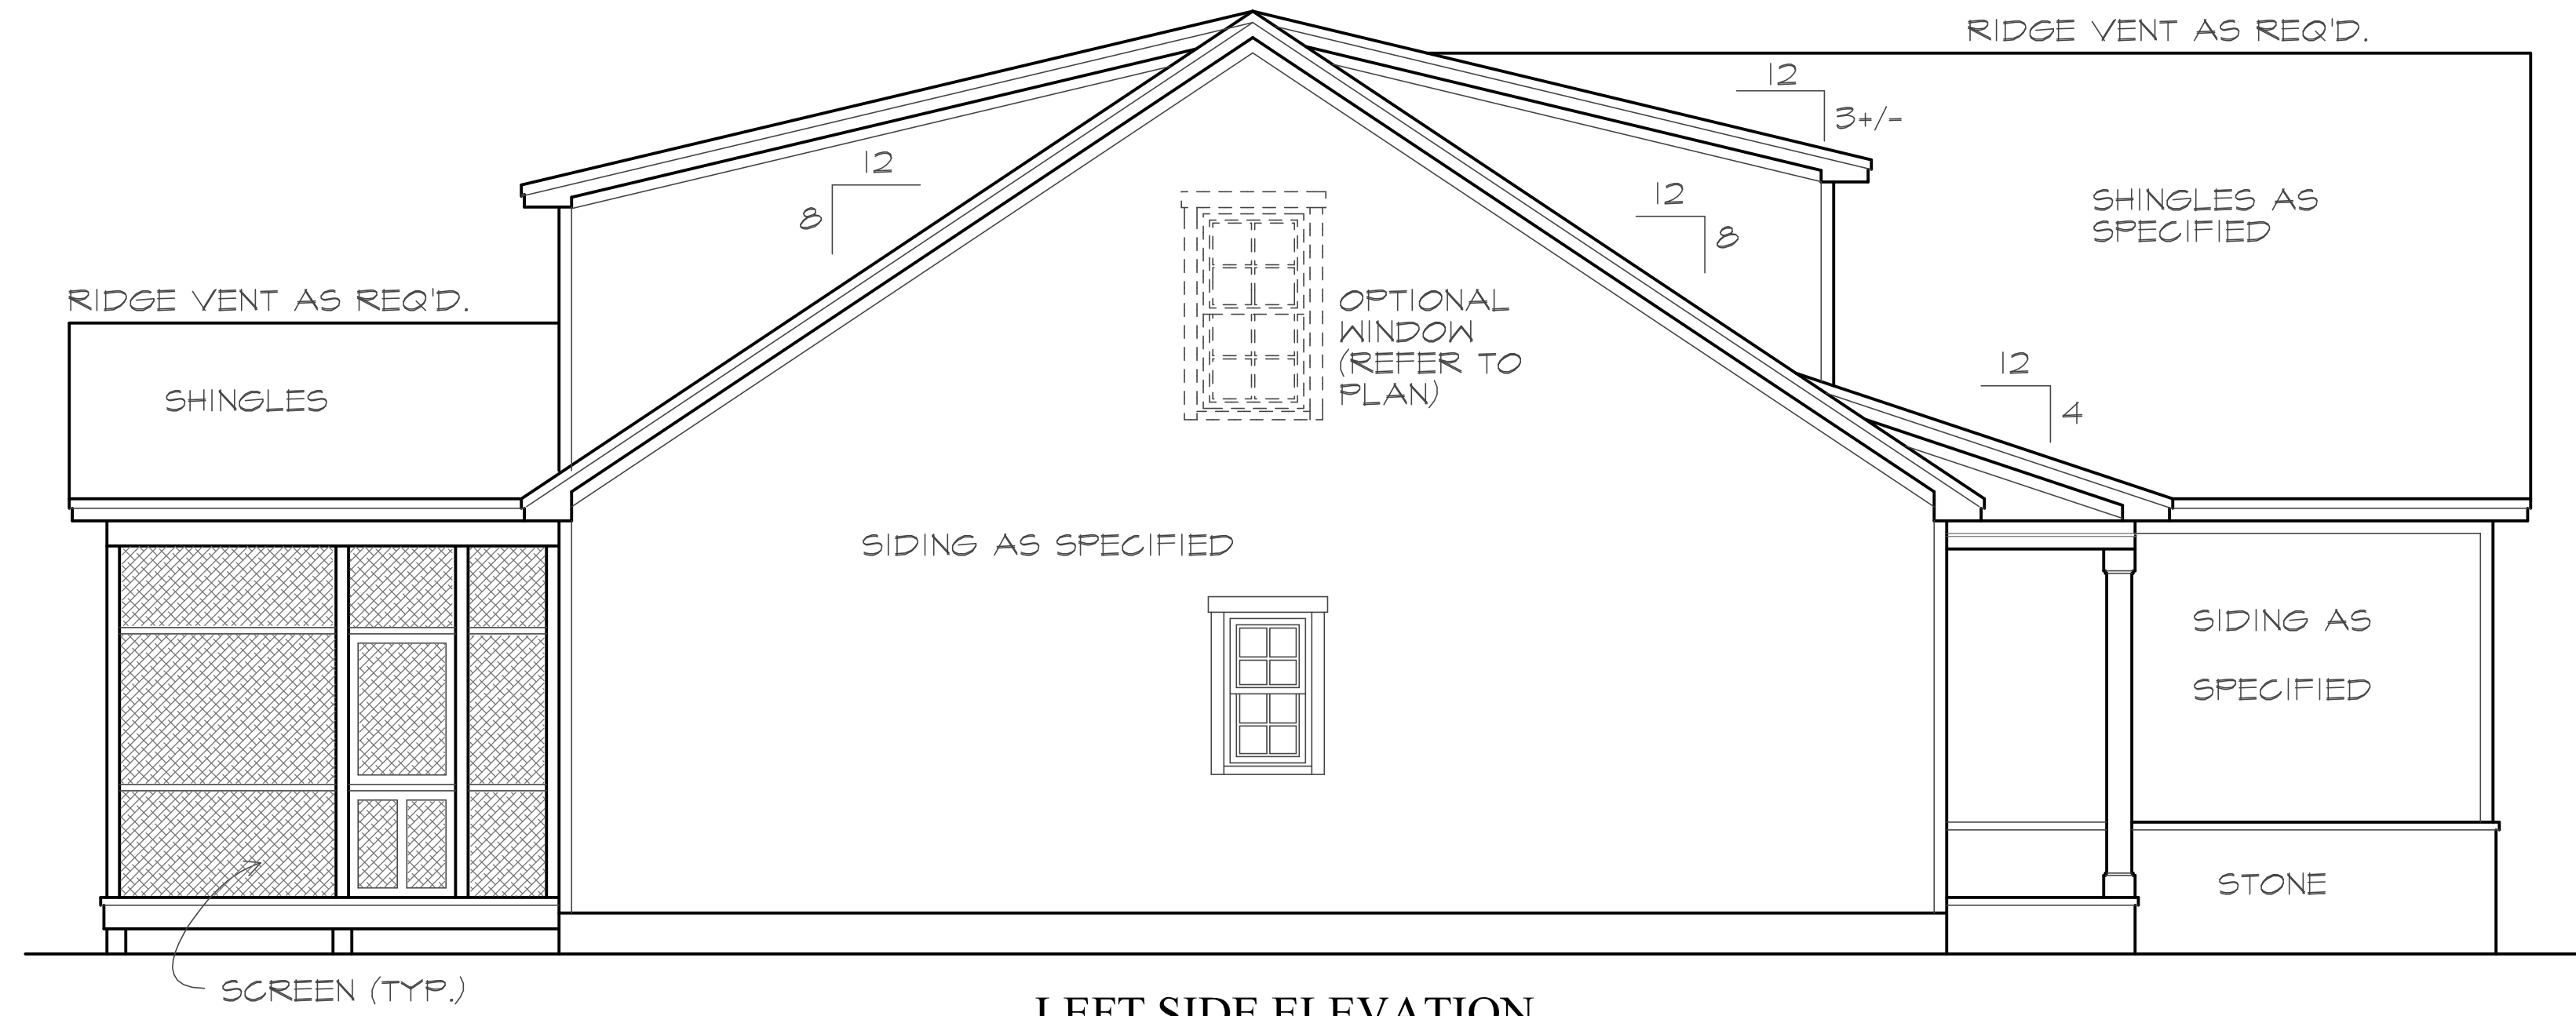 RIDGE VENT AS REQ'D.
12
3+/-
12
8
12
8
SHINGLES AS
SPECIFIED
RIDGE VENT AS REQ'D.
OPTIONAL
WINDOW
(REFER TO
PLAN)
12
4
SHINGLES
SIDING AS SPECIFIED
SIDING AS
SPECIFIED
STONE
SCREEN (TYP.)
LEFT SIDE ELEVATION